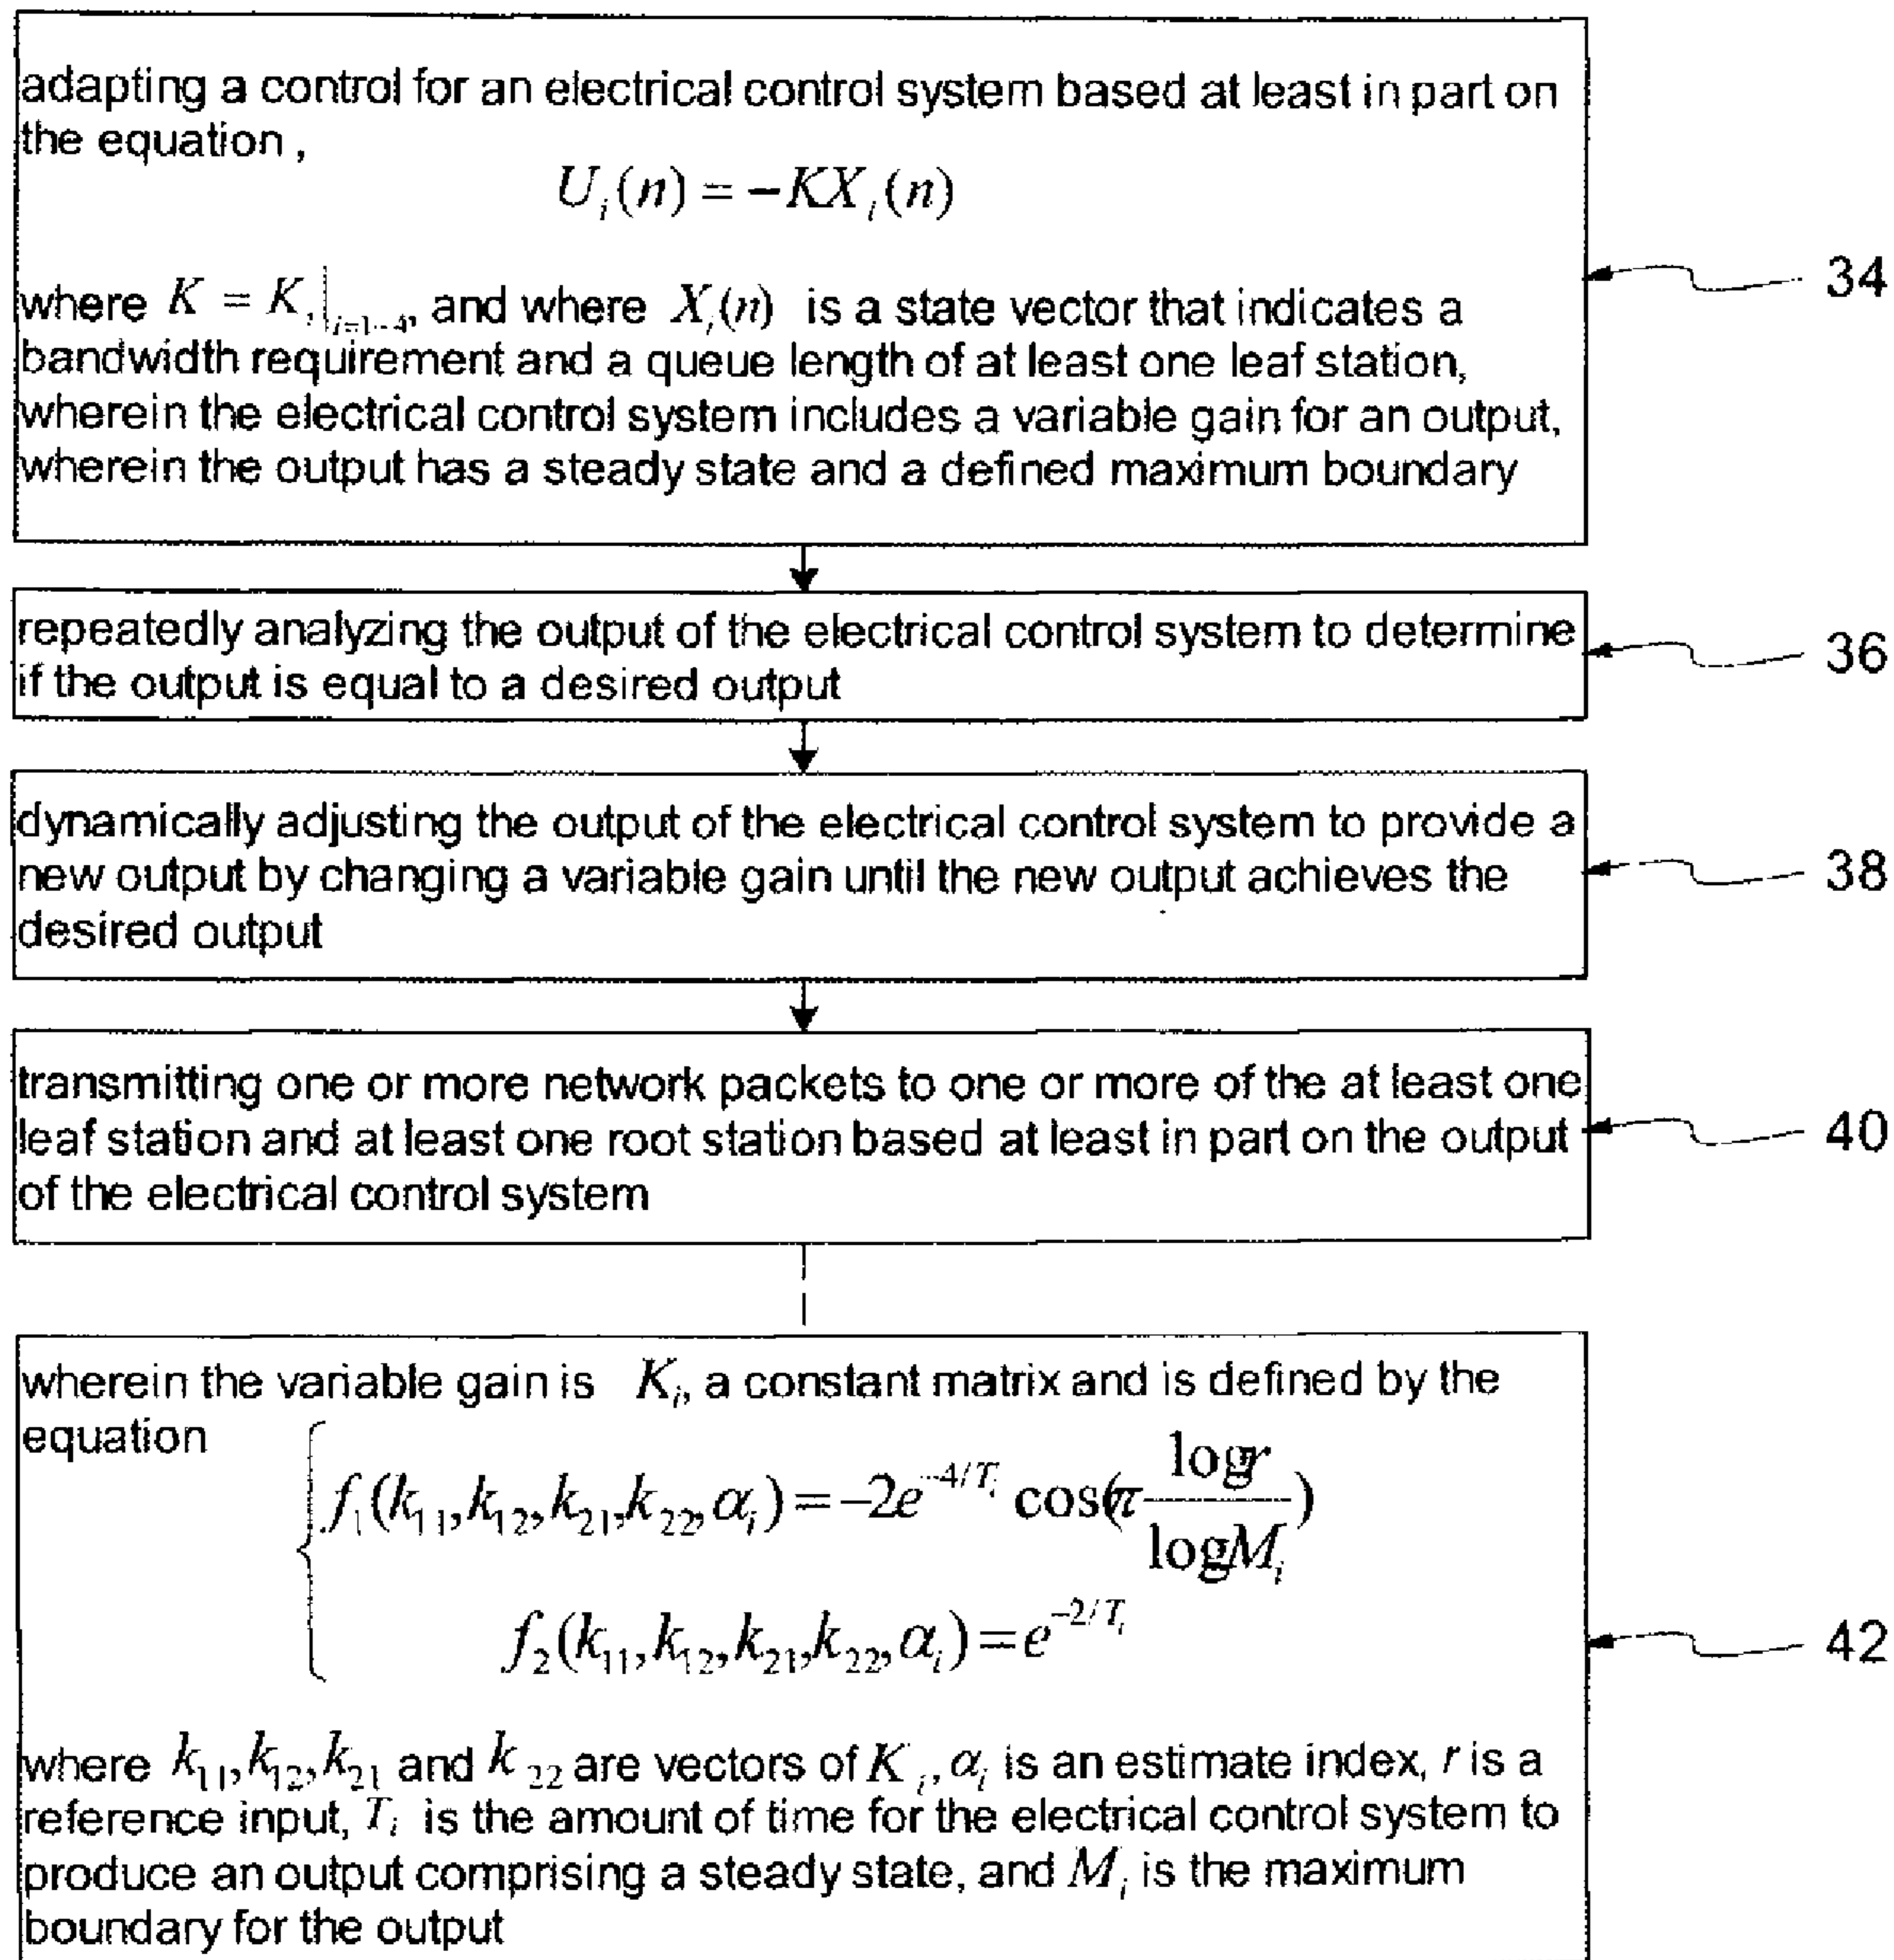 adapting a control for an electrical control system based at least in part on
the equation ,
U_i(n) = −KX_i(n)
where K = K_i|_{i=1–4}, and where X_i(n) is a state vector that indicates a
bandwidth requirement and a queue length of at least one leaf station,
wherein the electrical control system includes a variable gain for an output,
wherein the output has a steady state and a defined maximum boundary
34
repeatedly analyzing the output of the electrical control system to determine
if the output is equal to a desired output
36
dynamically adjusting the output of the electrical control system to provide a
new output by changing a variable gain until the new output achieves the
desired output
38
transmitting one or more network packets to one or more of the at least one
leaf station and at least one root station based at least in part on the output
of the electrical control system
40
wherein the variable gain is K_i, a constant matrix and is defined by the
equation
f_1(k_11,k_12,k_21,k_22,α_i) = −2e^{−4/T_i} cos(π logr/logM_i)
f_2(k_11,k_12,k_21,k_22,α_i) = e^{−2/T_i}
42
where k_11,k_12,k_21 and k_22 are vectors of K_i, α_i is an estimate index, r is a
reference input, T_i is the amount of time for the electrical control system to
produce an output comprising a steady state, and M_i is the maximum
boundary for the output